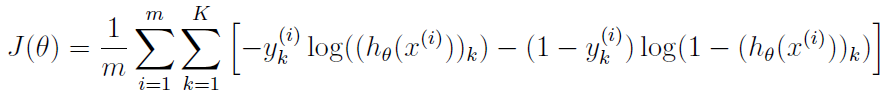 J(θ) = \frac{1}{m} \sum_{i=1}^{m} \sum_{k=1}^{K} \left[ -y_k^{(i)} \log((h_θ(x^{(i)}))_k) - (1 - y_k^{(i)}) \log(1 - (h_θ(x^{(i)}))_k) \right]